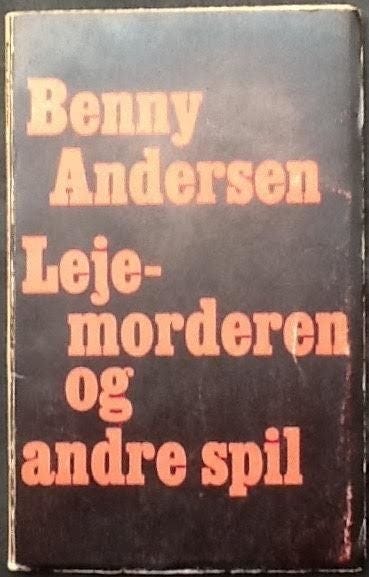 Benny
Andersen
Leje-
morderen
og
andre spil